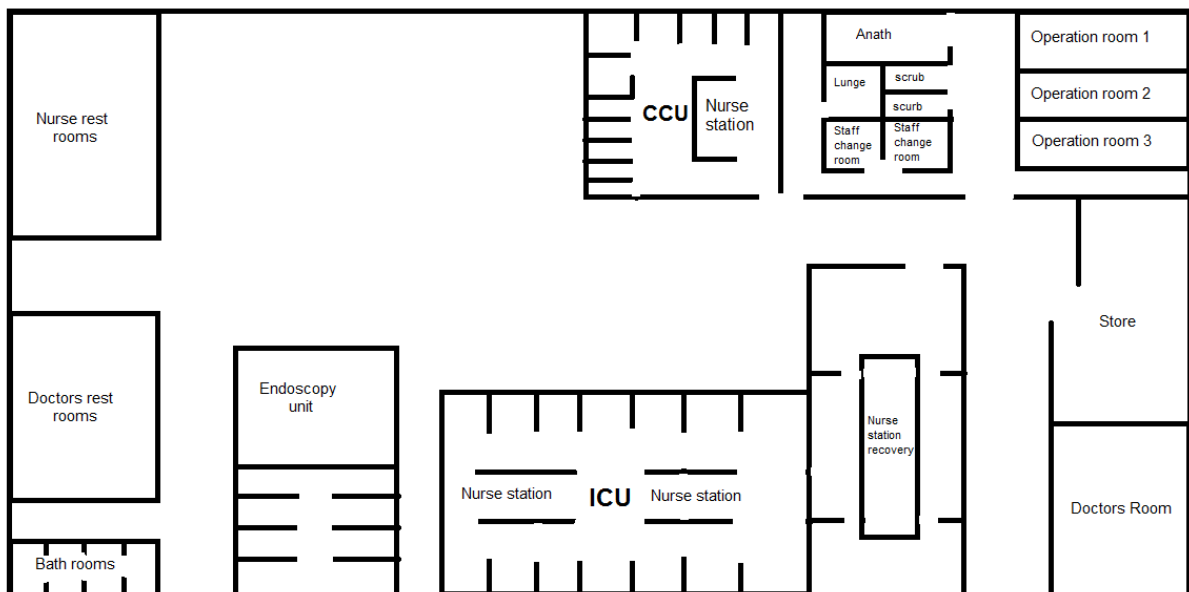 Nurse rest
rooms
CCU
Nurse
station
Anath
Lunge
scrub
scurb
Staff
change
room
Staff
change
room
Operation room 1
Operation room 2
Operation room 3
Store
Doctors rest
rooms
Endoscopy
unit
Nurse station
ICU
Nurse station
Nurse
station
recovery
Doctors Room
Bath rooms